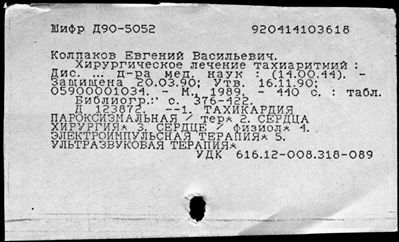 Шифр Д90-5052 920414103618
Колпаков Евгений Васильевич.
Хирургическое лечение тахиаритмий :
Дис. ... д-ра мед. наук : (14.00.44). -
Защищена 20.03.90; Утв. 16.11.90;
05900001034. - М., 1989. - 440 с. : табл.
Библиогр.: с. 376-422.
Д 123872 --1. ТАХИКАРДИЯ
ПАРОКСИЗМАЛЬНАЯ / тер* 2. СЕРДЦА
ХИРУРГИЯ* 3. СЕРДЦЕ / физиол* 4.
ЭЛЕКТРОИМПУЛЬСНАЯ ТЕРАПИЯ* 5.
УЛЬТРАЗВУКОВАЯ ТЕРАПИЯ*
УДК 616.12-008.318-089